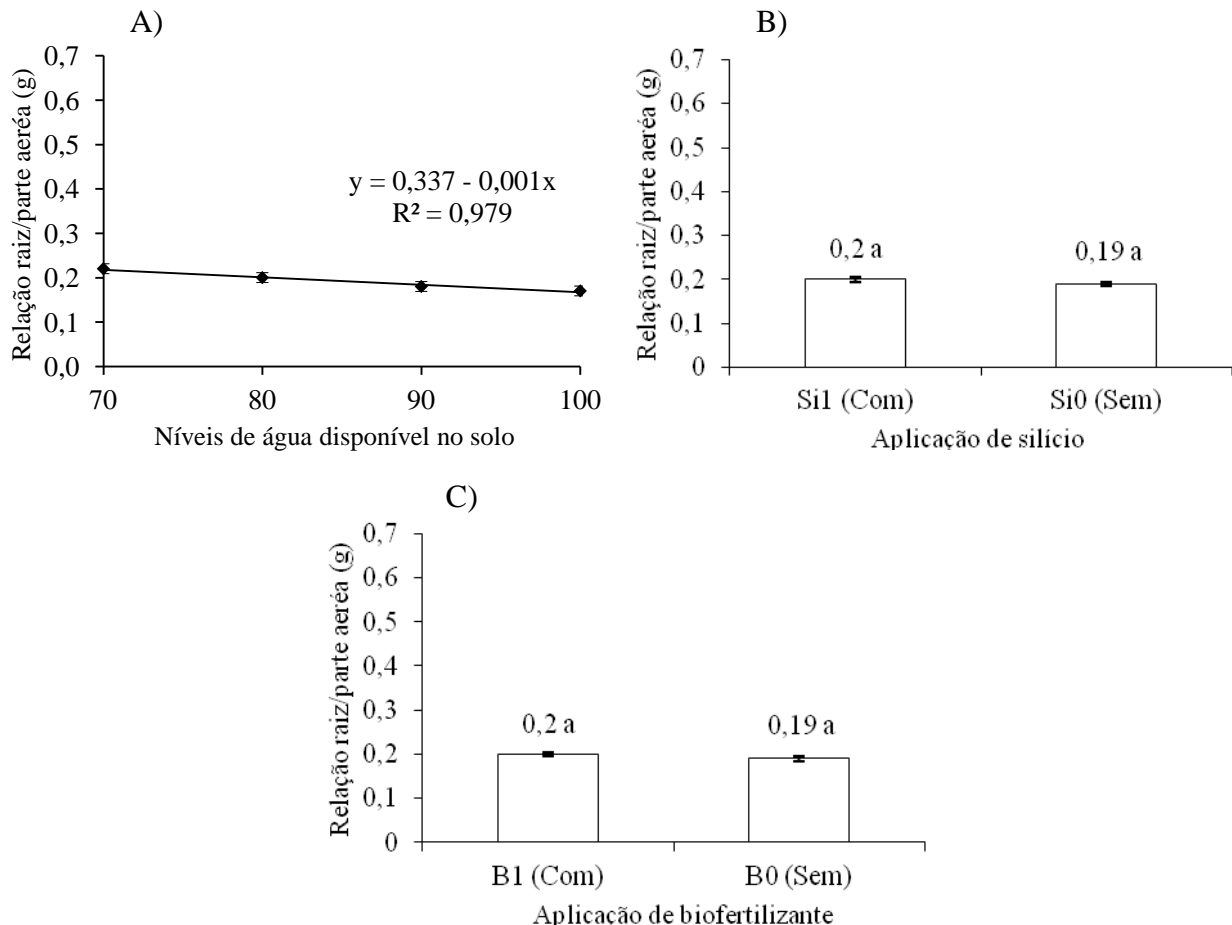 A)
Relação raiz/parte aeréa (g)
0,7
0,6
0,5
0,4
0,3
0,2
0,1
0,0
y = 0,337 - 0,001x
R² = 0,979
70 80 90 100
Níveis de água disponível no solo
B)
Relação raiz/parte aeréa (g)
0,7
0,6
0,5
0,4
0,3
0,2
0,1
0
0,2 a 0,19 a
Si1 (Com) Si0 (Sem)
Aplicação de silício
C)
Relação raiz/parte aeréa (g)
0,7
0,6
0,5
0,4
0,3
0,2
0,1
0
0,2 a 0,19 a
B1 (Com) B0 (Sem)
Aplicação de biofertilizante